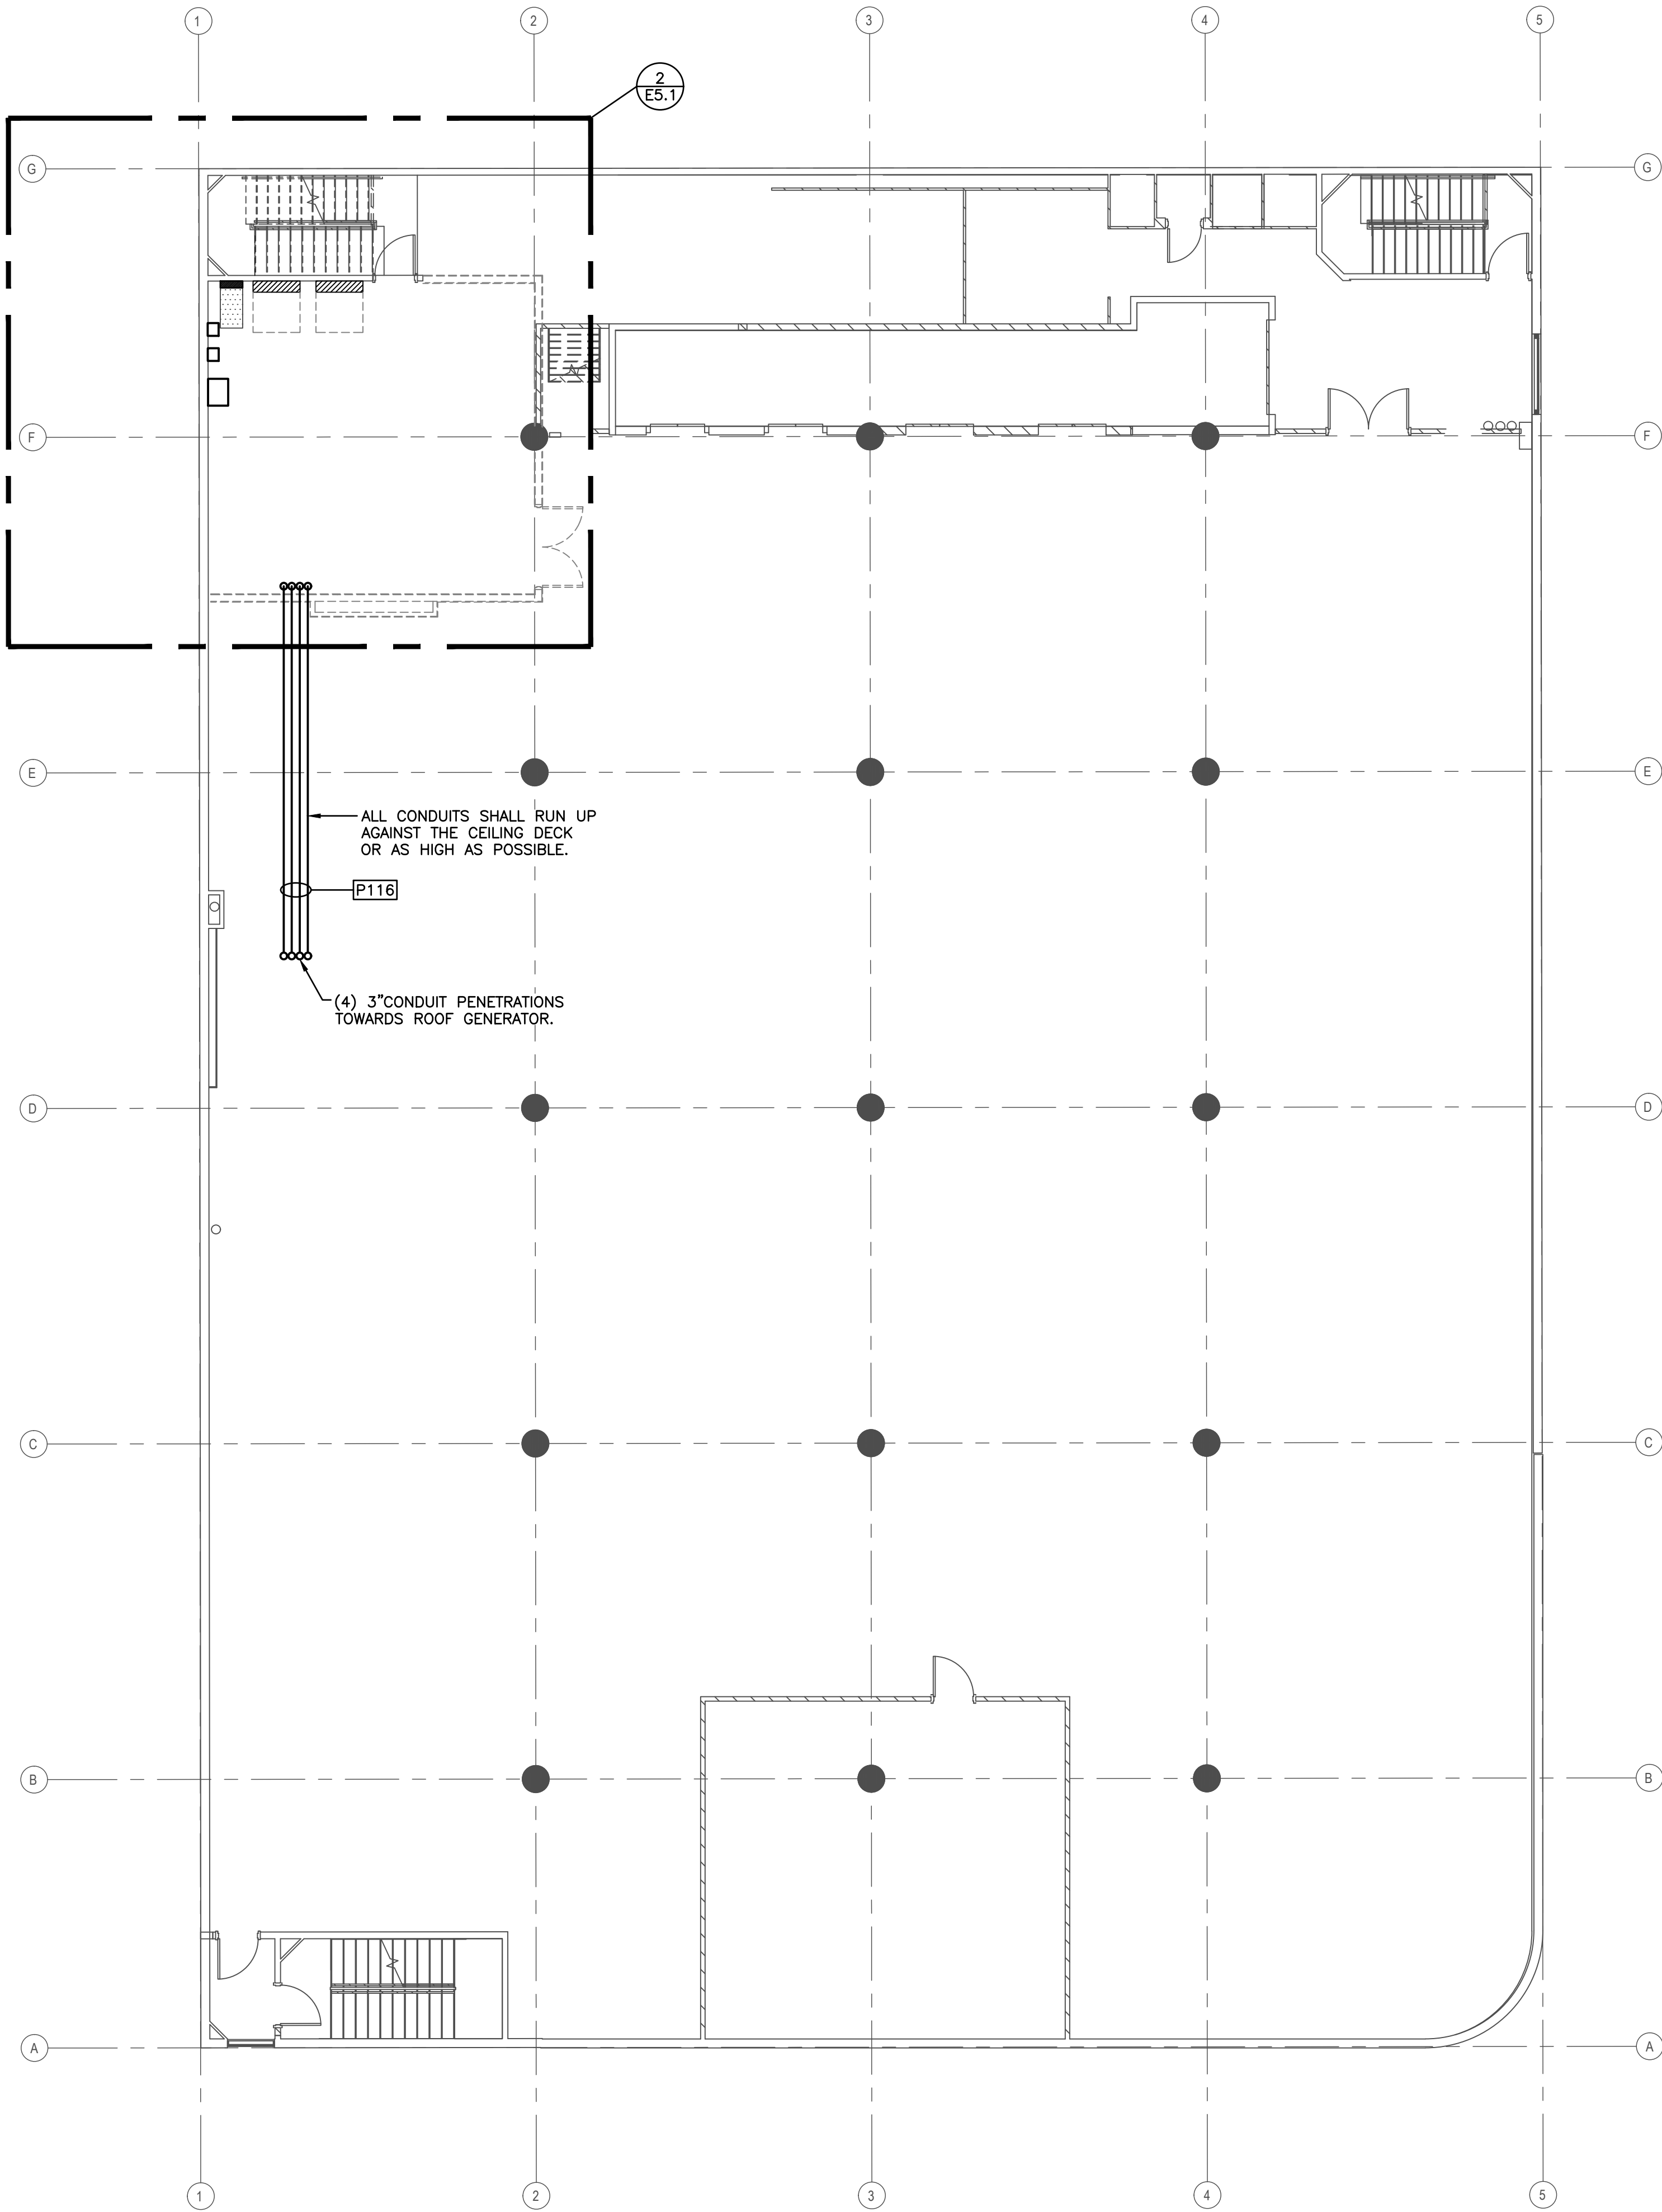 1 2 3 4 5
2
E5.1
G G
F F
E E
ALL CONDUITS SHALL RUN UP
AGAINST THE CEILING DECK
OR AS HIGH AS POSSIBLE.
P116
(4) 3"CONDUIT PENETRATIONS
TOWARDS ROOF GENERATOR.
D D
C C
B B
A A
1 2 3 4 5